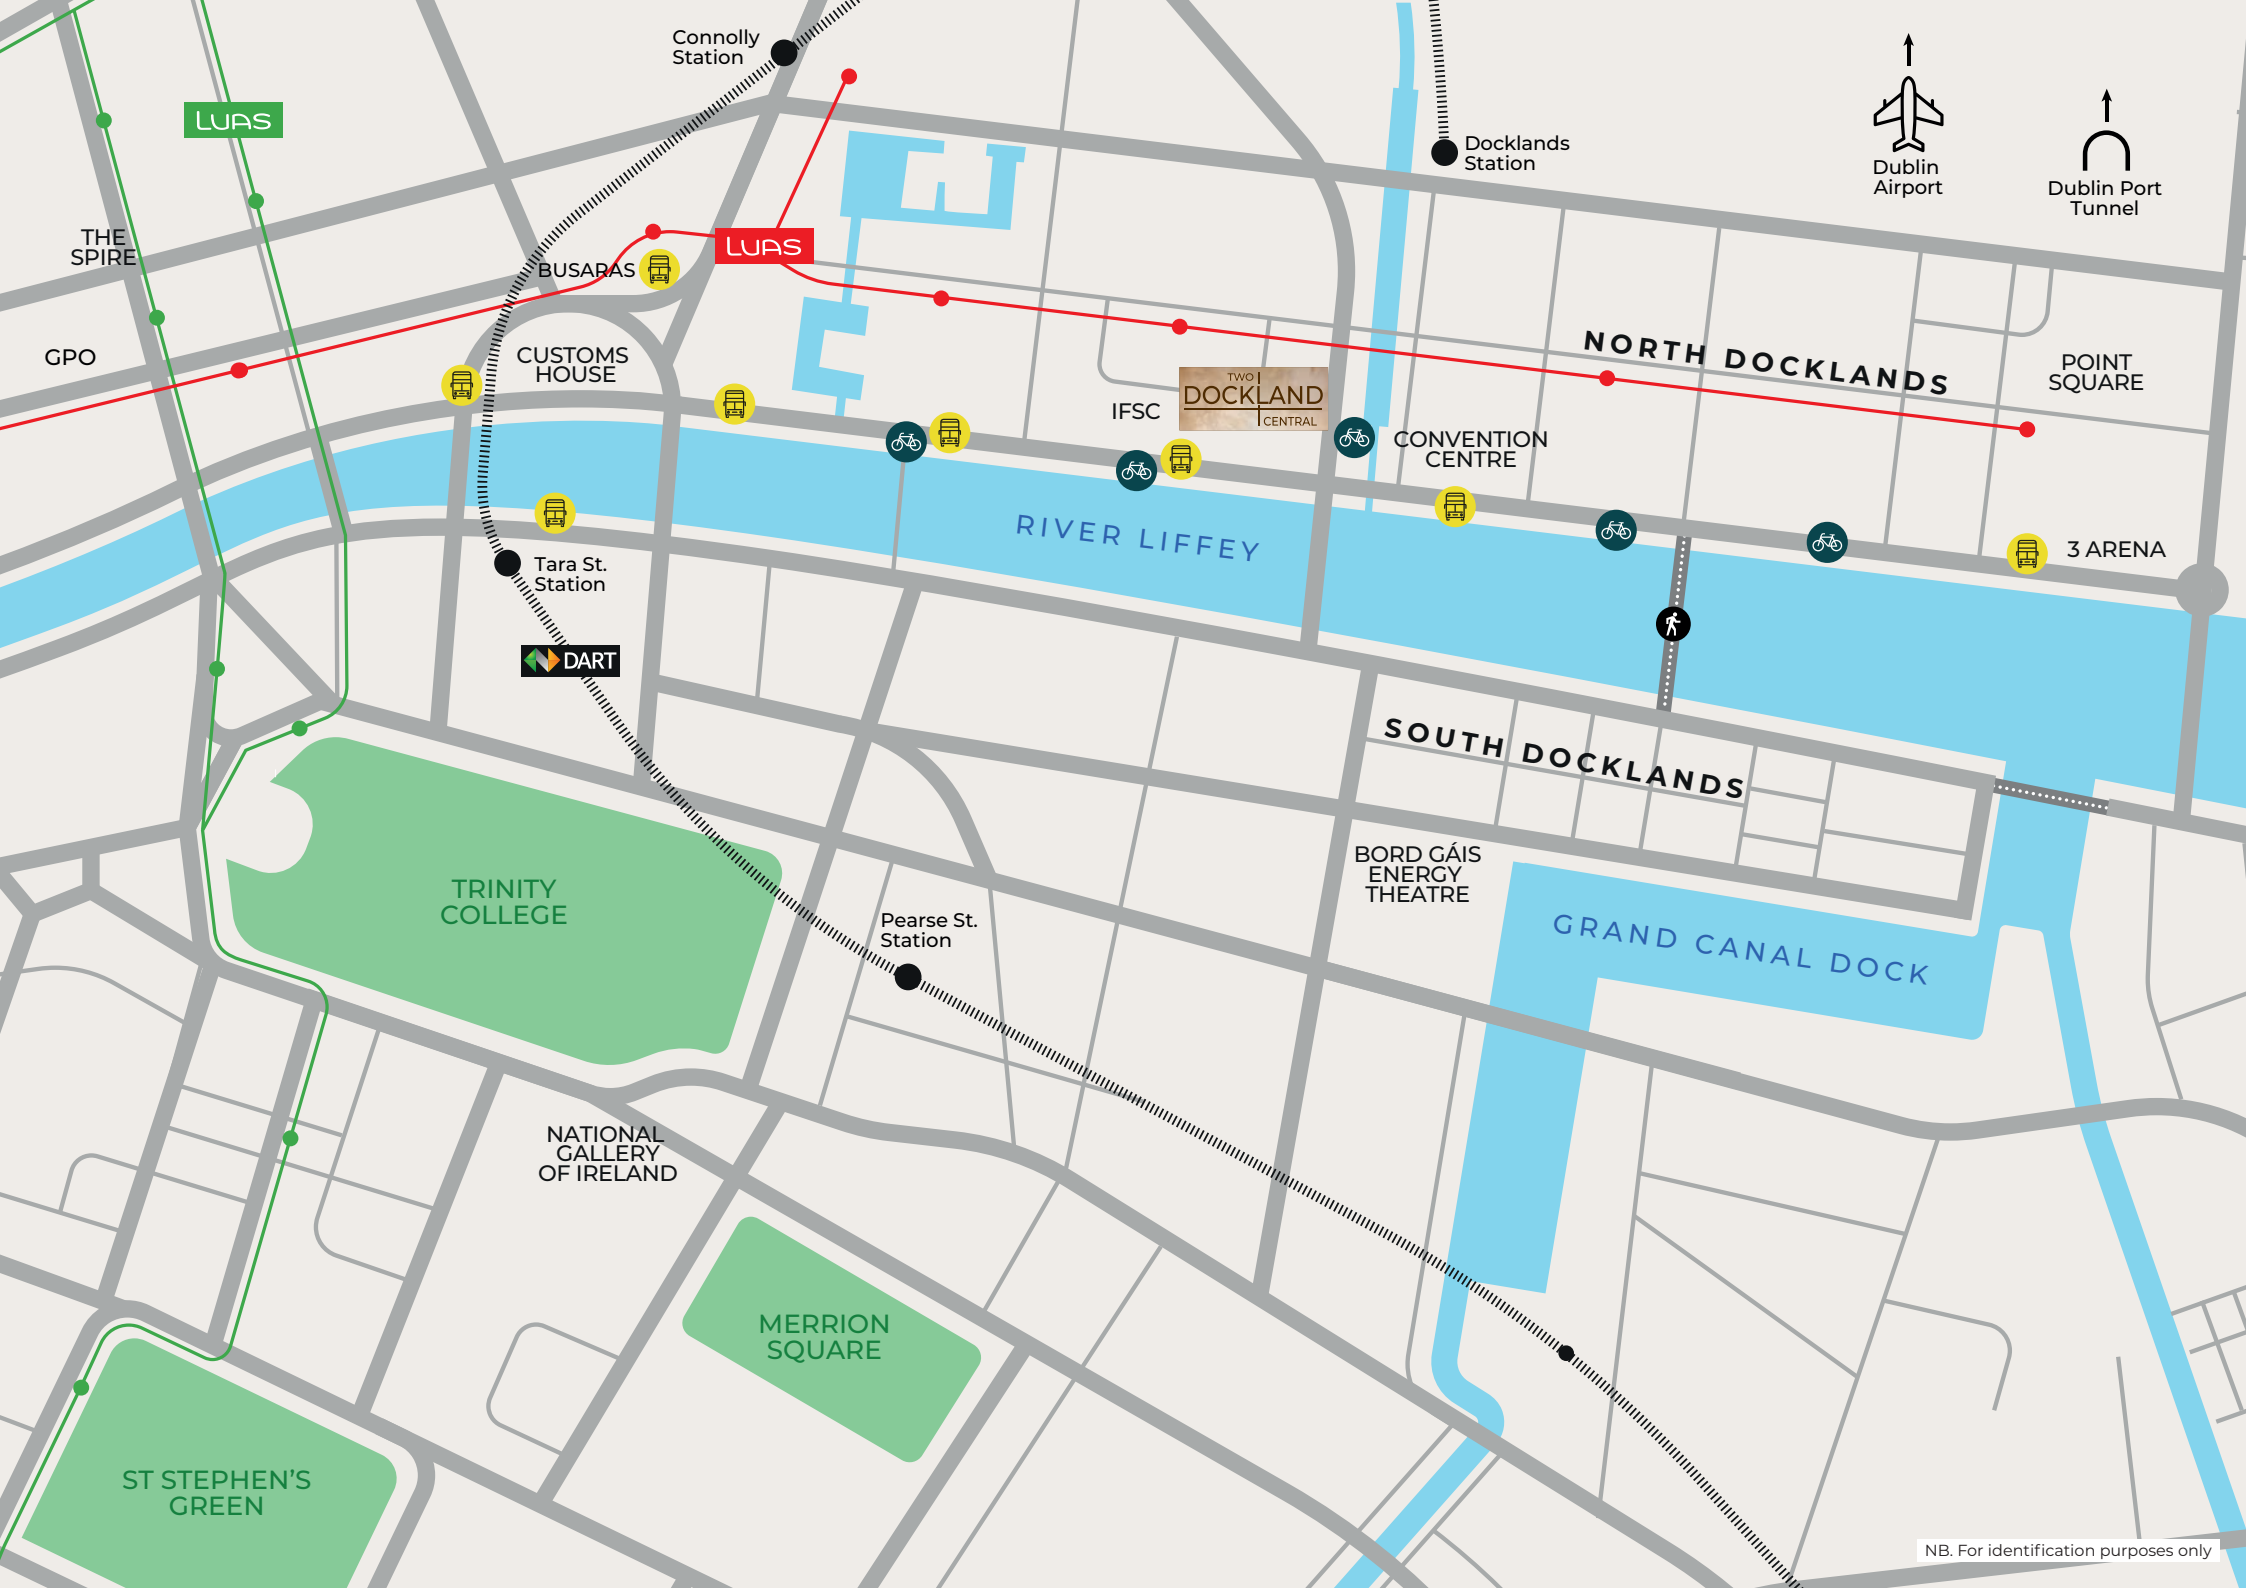 Connolly
Station
LUAS
Docklands
Station
Dublin
Airport
Dublin Port
Tunnel
THE
SPIRE
LUAS
BUSARAS
GPO
CUSTOMS
HOUSE
NORTH DOCKLANDS
POINT
SQUARE
TWO
DOCKLAND
CENTRAL
IFSC
CONVENTION
CENTRE
RIVER LIFFEY
3 ARENA
Tara St.
Station
DART
SOUTH DOCKLANDS
BORD GÁIS
ENERGY
THEATRE
TRINITY
COLLEGE
Pearse St.
Station
GRAND CANAL DOCK
NATIONAL
GALLERY
OF IRELAND
MERRION
SQUARE
ST STEPHEN'S
GREEN
NB. For identification purposes only